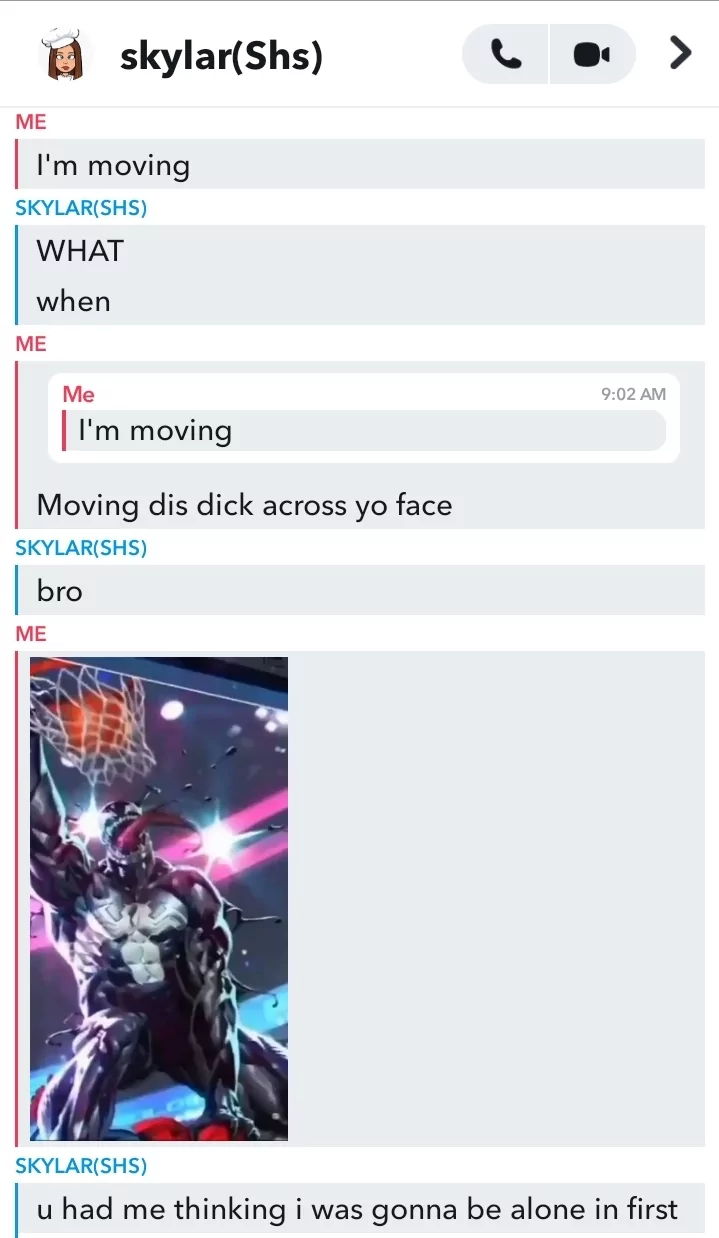 skylar(Shs)
ME
I'm moving
SKYLAR(SHS)
WHAT
when
ME
Me 9:02 AM
I'm moving
Moving dis dick across yo face
SKYLAR(SHS)
bro
ME
SKYLAR(SHS)
u had me thinking i was gonna be alone in first